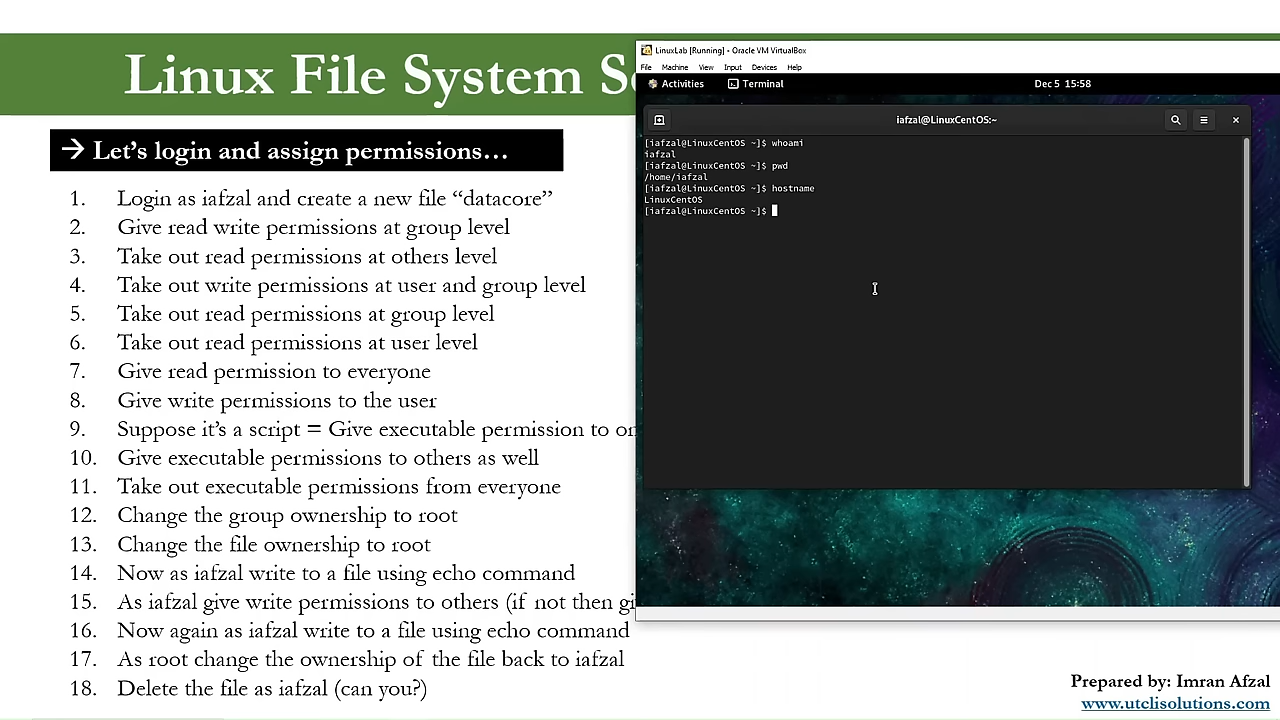 Linux File System Se
→ Let's login and assign permissions…
1. Login as iafzal and create a new file “datacore”
2. Give read write permissions at group level
3. Take out read permissions at others level
4. Take out write permissions at user and group level
5. Take out read permissions at group level
6. Take out read permissions at user level
7. Give read permission to everyone
8. Give write permissions to the user
9. Suppose it's a script = Give executable permission to on
10. Give executable permissions to others as well
11. Take out executable permissions from everyone
12. Change the group ownership to root
13. Change the file ownership to root
14. Now as iafzal write to a file using echo command
15. As iafzal give write permissions to others (if not then gi
16. Now again as iafzal write to a file using echo command
17. As root change the ownership of the file back to iafzal
18. Delete the file as iafzal (can you?)
LinuxLab [Running] - Oracle VM VirtualBox
File Machine View Input Devices Help
Activities Terminal Dec 5 15:58
iafzal@LinuxCentOS:~
[iafzal@LinuxCentOS ~]$ whoami
iafzal
[iafzal@LinuxCentOS ~]$ pwd
/home/iafzal
[iafzal@LinuxCentOS ~]$ hostname
LinuxCentOS
[iafzal@LinuxCentOS ~]$
Prepared by: Imran Afzal
www.utclisolutions.com